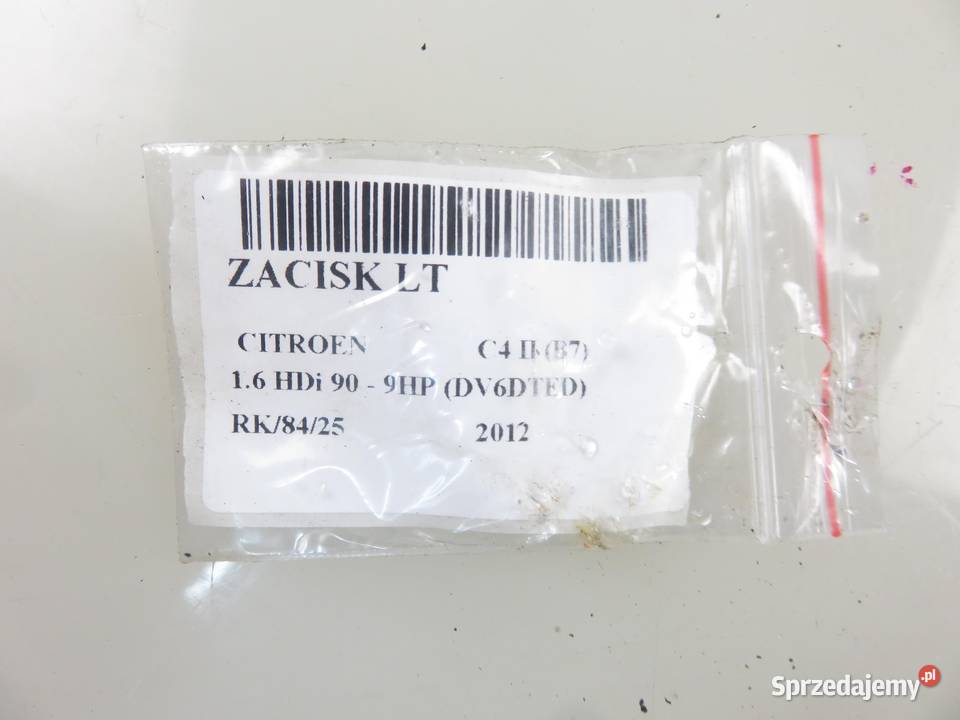 ZACISK LT
CITROEN C4 II (B7)
1.6 HDi 90 - 9HP (DV6DTED)
RK/84/25 2012
Sprzedajemy.pl